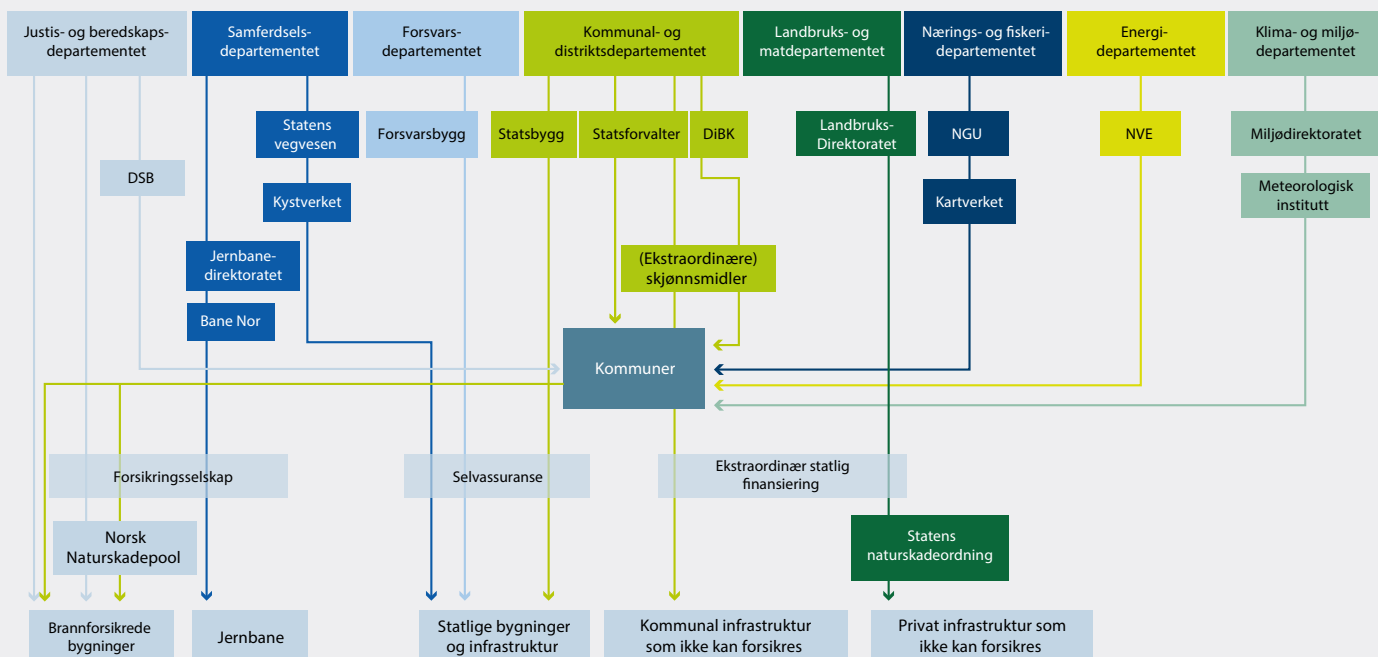 Justis- og beredskaps-
departementet
Samferdsels-
departementet
Forsvars-
departementet
Kommunal- og
distriktsdepartementet
Landbruks- og
matdepartementet
Nærings- og fiskeri-
departementet
Energi-
departementet
Klima- og miljø-
departementet
Statens
vegvesen
Forsvarsbygg
Statsbygg
Statsforvalter
DiBK
Landbruks-
Direktoratet
NGU
NVE
Miljødirektoratet
DSB
Kystverket
Kartverket
Meteorologisk
institutt
Jernbane-
direktoratet
(Ekstraordinære)
skjønnsmidler
Bane Nor
Kommuner
Forsikringsselskap
Selvassuranse
Ekstraordinær statlig
finansiering
Norsk
Naturskadepool
Statens
naturskadeordning
Brannforsikrede
bygninger
Jernbane
Statlige bygninger
og infrastruktur
Kommunal infrastruktur
som ikke kan forsikres
Privat infrastruktur som
ikke kan forsikres